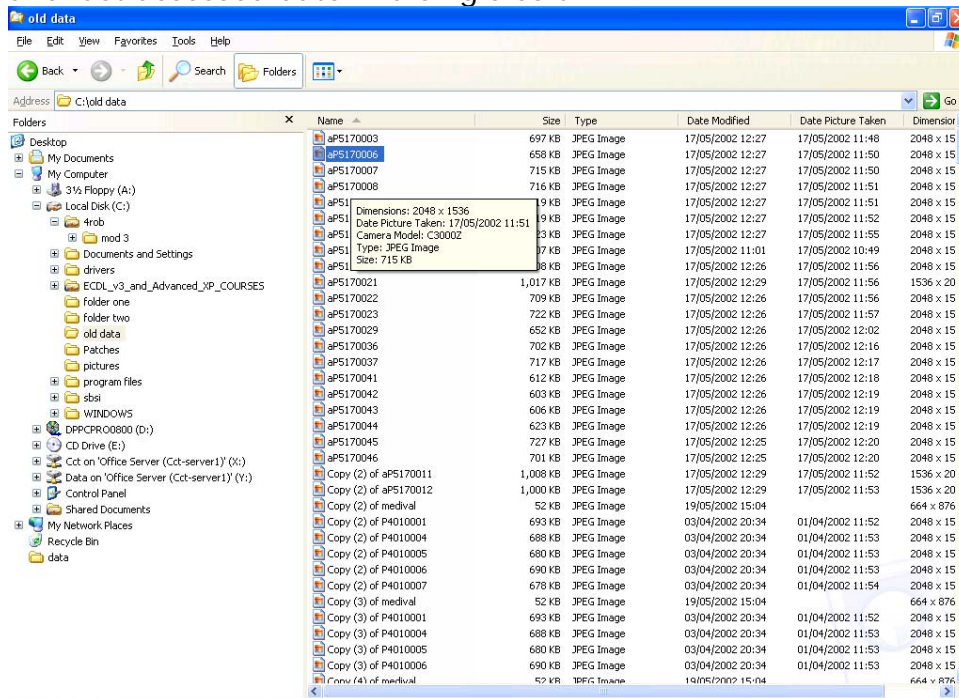 old data
File Edit View Favorites Tools Help
Back Search Folders
Address C:\old data Go
Folders × Name Size Type Date Modified Date Picture Taken Dimension
Desktop
My Documents
My Computer
3½ Floppy (A:)
Local Disk (C:)
4rob
mod 3
Documents and Settings
drivers
ECDL_v3_and_Advanced_XP_COURSES
folder one
folder two
old data
Patches
pictures
program files
sbsi
WINDOWS
DPPCPRO0800 (D:)
CD Drive (E:)
Cct on 'Office Server (Cct-server1)' (X:)
Data on 'Office Server (Cct-server1)' (Y:)
Control Panel
Shared Documents
My Network Places
Recycle Bin
data
aP5170003 697 KB JPEG Image 17/05/2002 12:27 17/05/2002 11:48 2048 x 15
aP5170006 658 KB JPEG Image 17/05/2002 12:27 17/05/2002 11:50 2048 x 15
aP5170007 715 KB JPEG Image 17/05/2002 12:27 17/05/2002 11:50 2048 x 15
aP5170008 716 KB JPEG Image 17/05/2002 12:27 17/05/2002 11:51 2048 x 15
aP51 9 KB JPEG Image 17/05/2002 12:27 17/05/2002 11:51 2048 x 15
aP51 9 KB JPEG Image 17/05/2002 12:27 17/05/2002 11:52 2048 x 15
aP51 23 KB JPEG Image 17/05/2002 12:27 17/05/2002 11:55 2048 x 15
aP51 07 KB JPEG Image 17/05/2002 11:01 17/05/2002 10:49 2048 x 15
aP51 8 KB JPEG Image 17/05/2002 12:26 17/05/2002 11:56 2048 x 15
Dimensions: 2048 x 1536
Date Picture Taken: 17/05/2002 11:51
Camera Model: C3000Z
Type: JPEG Image
Size: 715 KB
aP5170021 1,017 KB JPEG Image 17/05/2002 12:29 17/05/2002 11:56 1536 x 20
aP5170022 709 KB JPEG Image 17/05/2002 12:26 17/05/2002 11:56 2048 x 15
aP5170023 722 KB JPEG Image 17/05/2002 12:26 17/05/2002 11:57 2048 x 15
aP5170029 652 KB JPEG Image 17/05/2002 12:26 17/05/2002 12:02 2048 x 15
aP5170036 702 KB JPEG Image 17/05/2002 12:26 17/05/2002 12:16 2048 x 15
aP5170037 717 KB JPEG Image 17/05/2002 12:26 17/05/2002 12:17 2048 x 15
aP5170041 612 KB JPEG Image 17/05/2002 12:26 17/05/2002 12:18 2048 x 15
aP5170042 603 KB JPEG Image 17/05/2002 12:26 17/05/2002 12:19 2048 x 15
aP5170043 606 KB JPEG Image 17/05/2002 12:26 17/05/2002 12:19 2048 x 15
aP5170044 623 KB JPEG Image 17/05/2002 12:26 17/05/2002 12:19 2048 x 15
aP5170045 727 KB JPEG Image 17/05/2002 12:25 17/05/2002 12:20 2048 x 15
aP5170046 701 KB JPEG Image 17/05/2002 12:25 17/05/2002 12:20 2048 x 15
Copy (2) of aP5170011 1,008 KB JPEG Image 17/05/2002 12:29 17/05/2002 11:52 1536 x 20
Copy (2) of aP5170012 1,000 KB JPEG Image 17/05/2002 12:29 17/05/2002 11:53 1536 x 20
Copy (2) of medival 52 KB JPEG Image 19/05/2002 15:04 664 x 876
Copy (2) of P4010001 693 KB JPEG Image 03/04/2002 20:34 01/04/2002 11:52 2048 x 15
Copy (2) of P4010004 688 KB JPEG Image 03/04/2002 20:34 01/04/2002 11:53 2048 x 15
Copy (2) of P4010005 680 KB JPEG Image 03/04/2002 20:34 01/04/2002 11:53 2048 x 15
Copy (2) of P4010006 690 KB JPEG Image 03/04/2002 20:34 01/04/2002 11:53 2048 x 15
Copy (2) of P4010007 678 KB JPEG Image 03/04/2002 20:34 01/04/2002 11:54 2048 x 15
Copy (3) of medival 52 KB JPEG Image 19/05/2002 15:04 664 x 876
Copy (3) of P4010001 693 KB JPEG Image 03/04/2002 20:34 01/04/2002 11:52 2048 x 15
Copy (3) of P4010004 688 KB JPEG Image 03/04/2002 20:34 01/04/2002 11:53 2048 x 15
Copy (3) of P4010005 680 KB JPEG Image 03/04/2002 20:34 01/04/2002 11:53 2048 x 15
Copy (3) of P4010006 690 KB JPEG Image 03/04/2002 20:34 01/04/2002 11:53 2048 x 15
Copy (4) of medival 52 KB JPEG Image 19/05/2002 15:04 664 x 876